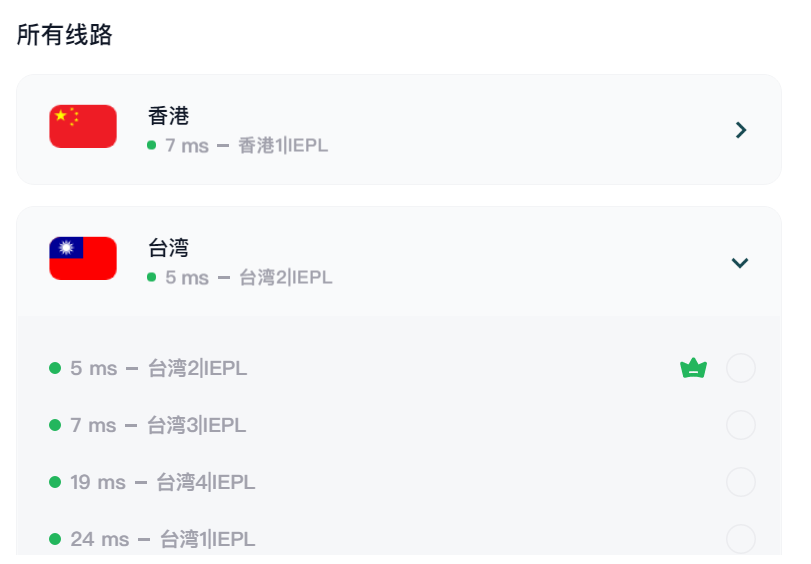 所有线路
香港
7 ms — 香港1|IEPL
台湾
5 ms — 台湾2|IEPL
5 ms — 台湾2|IEPL
7 ms — 台湾3|IEPL
19 ms — 台湾4|IEPL
24 ms — 台湾1|IEPL